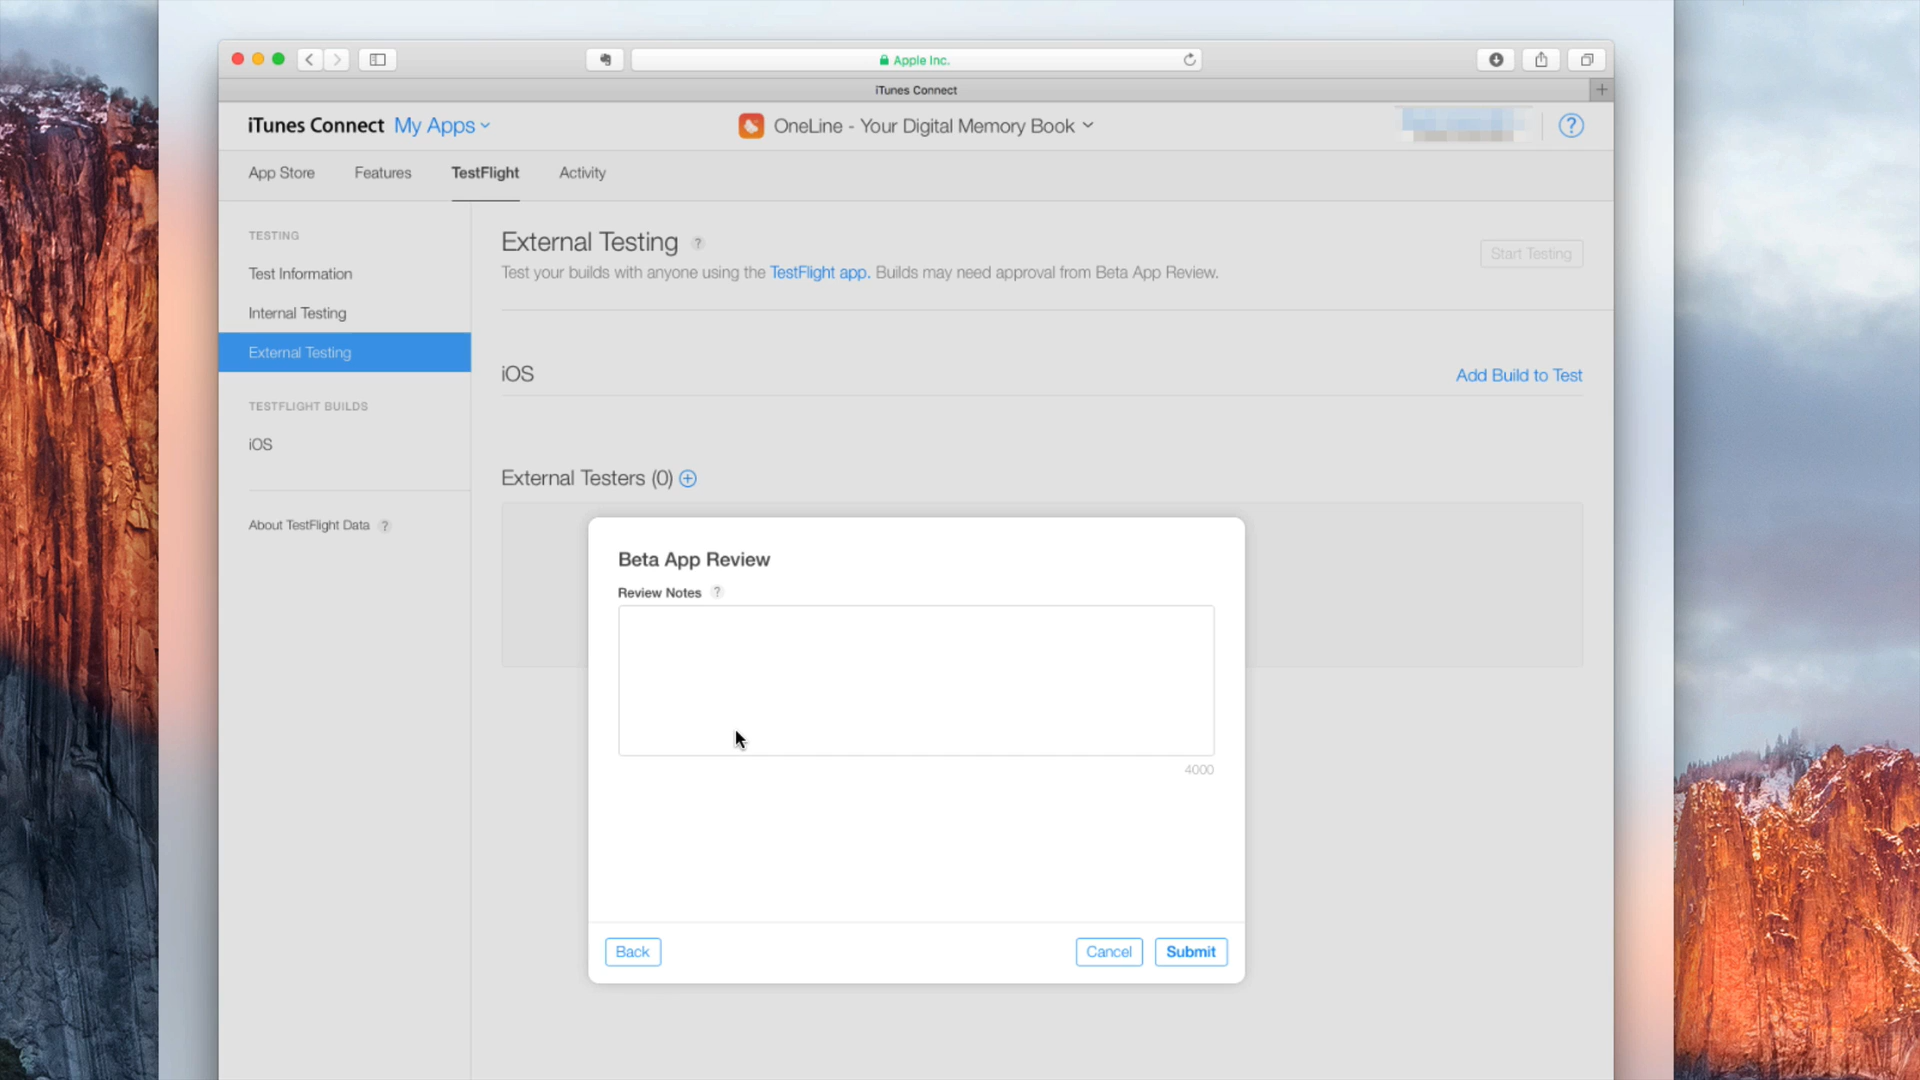 Apple Inc.
iTunes Connect
iTunes Connect My Apps
OneLine - Your Digital Memory Book
?
App Store Features TestFlight Activity
TESTING
Test Information
Internal Testing
External Testing
TESTFLIGHT BUILDS
iOS
About TestFlight Data ?
External Testing ?
Start Testing
Test your builds with anyone using the TestFlight app. Builds may need approval from Beta App Review.
iOS
Add Build to Test
External Testers (0)
Beta App Review
Review Notes ?
4000
Back
Cancel
Submit